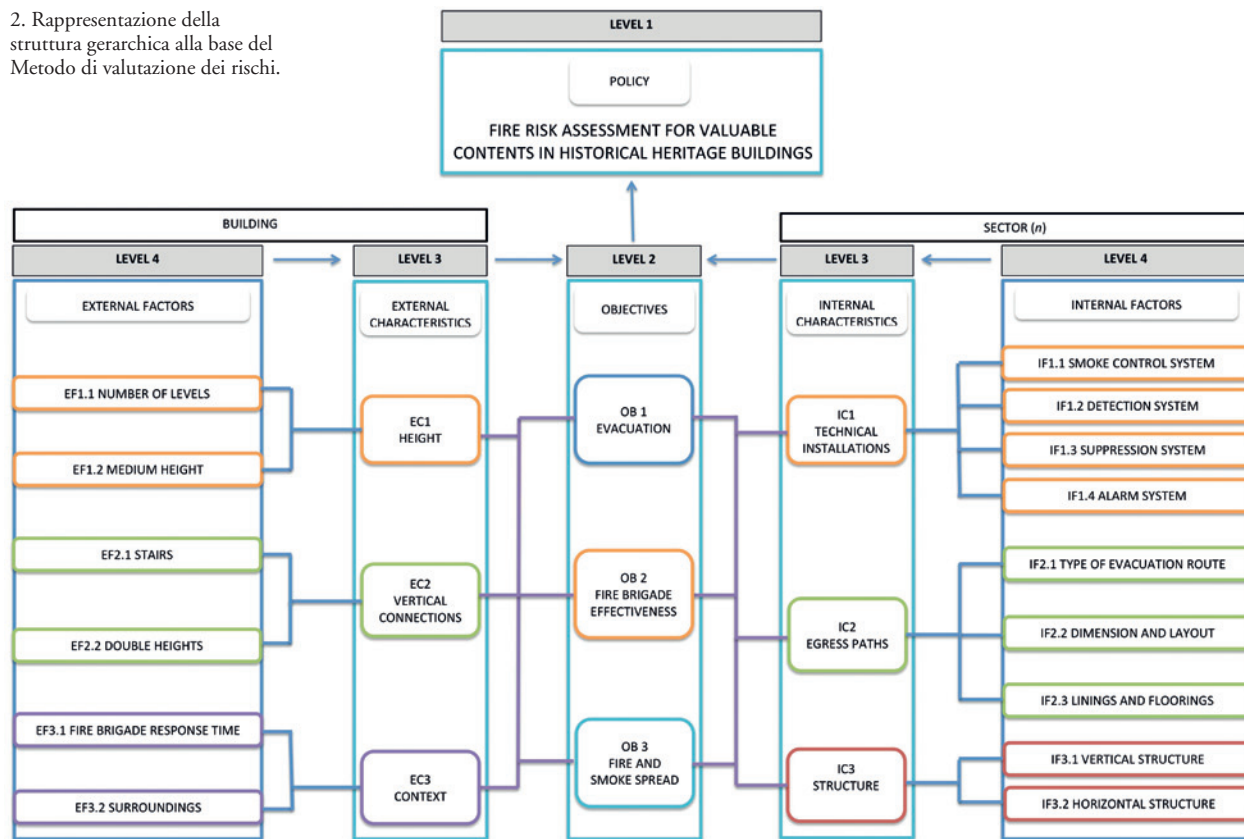 2. Rappresentazione della
struttura gerarchica alla base del
Metodo di valutazione dei rischi.
LEVEL 1
POLICY
FIRE RISK ASSESSMENT FOR VALUABLE
CONTENTS IN HISTORICAL HERITAGE BUILDINGS
BUILDING
SECTOR (n)
LEVEL 4
LEVEL 3
LEVEL 2
LEVEL 3
LEVEL 4
EXTERNAL FACTORS
EF1.1 NUMBER OF LEVELS
EF1.2 MEDIUM HEIGHT
EF2.1 STAIRS
EF2.2 DOUBLE HEIGHTS
EF3.1 FIRE BRIGADE RESPONSE TIME
EF3.2 SURROUNDINGS
EXTERNAL
CHARACTERISTICS
EC1
HEIGHT
EC2
VERTICAL
CONNECTIONS
EC3
CONTEXT
OBJECTIVES
OB 1
EVACUATION
OB 2
FIRE BRIGADE
EFFECTIVENESS
OB 3
FIRE AND
SMOKE SPREAD
INTERNAL
CHARACTERISTICS
IC1
TECHNICAL
INSTALLATIONS
IC2
EGRESS PATHS
IC3
STRUCTURE
INTERNAL FACTORS
IF1.1 SMOKE CONTROL SYSTEM
IF1.2 DETECTION SYSTEM
IF1.3 SUPPRESSION SYSTEM
IF1.4 ALARM SYSTEM
IF2.1 TYPE OF EVACUATION ROUTE
IF2.2 DIMENSION AND LAYOUT
IF2.3 LININGS AND FLOORINGS
IF3.1 VERTICAL STRUCTURE
IF3.2 HORIZONTAL STRUCTURE